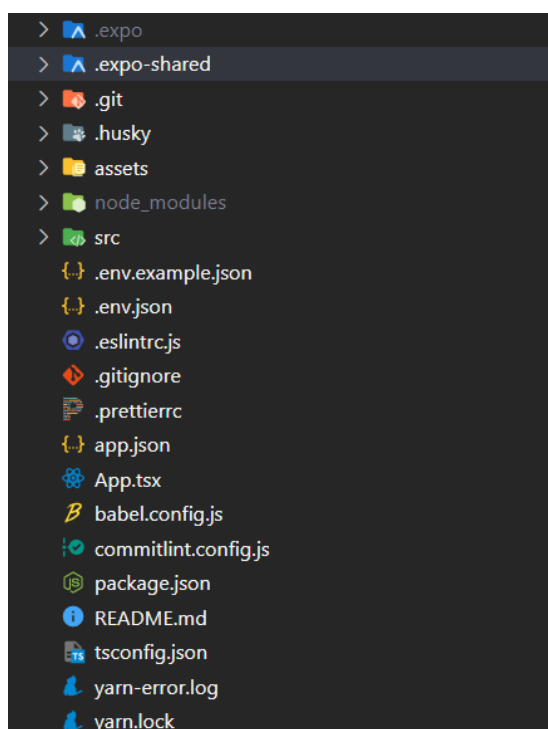 .expo
.expo-shared
.git
.husky
assets
node_modules
src
.env.example.json
.env.json
.eslintrc.js
.gitignore
.prettierrc
app.json
App.tsx
babel.config.js
commitlint.config.js
package.json
README.md
tsconfig.json
yarn-error.log
yarn.lock